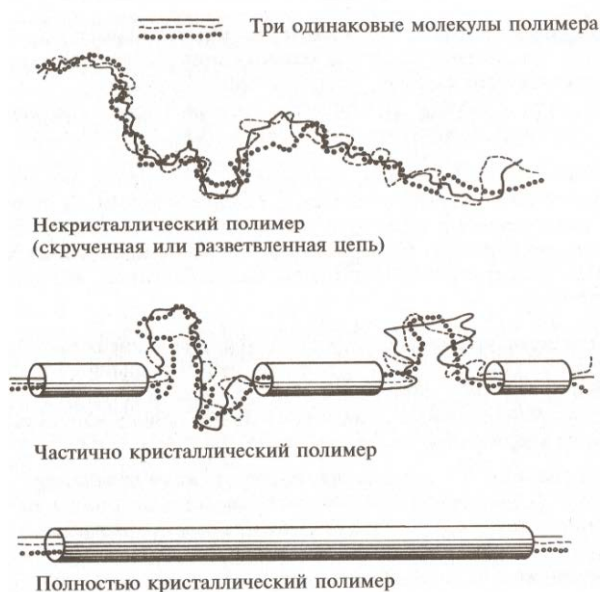 Три одинаковые молекулы полимера
Некристаллический полимер
(скрученная или разветвленная цепь)
Частично кристаллический полимер
Полностью кристаллический полимер